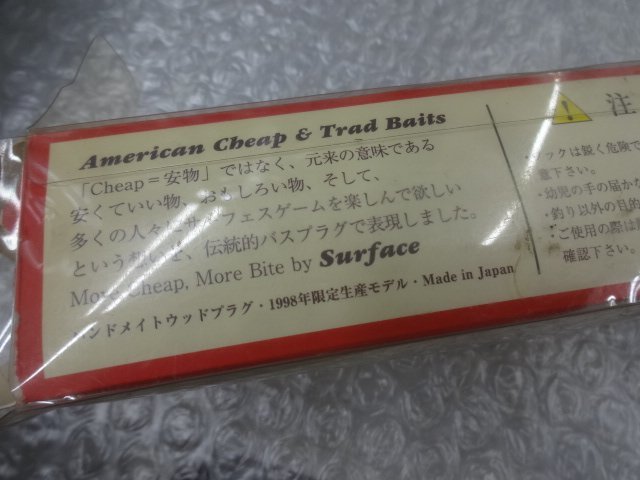 American Cheap & Trad Baits
「Cheap＝安物」ではなく、元来の意味である
安くていい物、おもしろい物、そして、
多くの人々にサーフェスゲームを楽しんで欲しい
という想いを、伝統的バスプラグで表現しました。
More Cheap, More Bite by Surface
ハンドメイトウッドプラグ・1998年限定生産モデル・Made in Japan
注
・フックは鋭く危険で
意下さい。
・幼児の手の届かな
・釣り以外の目的
・ご使用の際は
確認下さい。